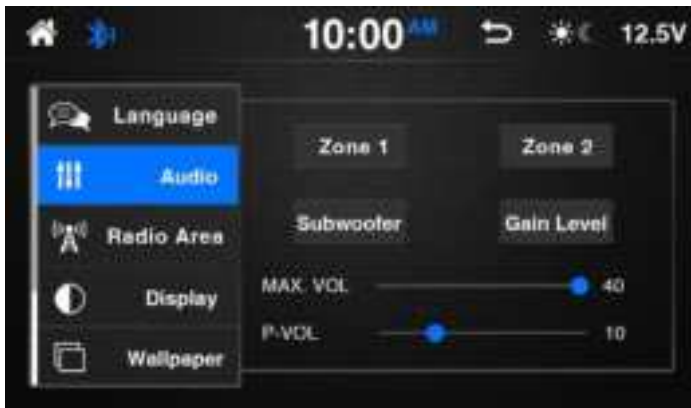 10:00 AM 12.5V
Language
Audio
Radio Area
Display
Wallpaper
Zone 1 Zone 2
Subwoofer Gain Level
MAX. VOL 40
P-VOL 10